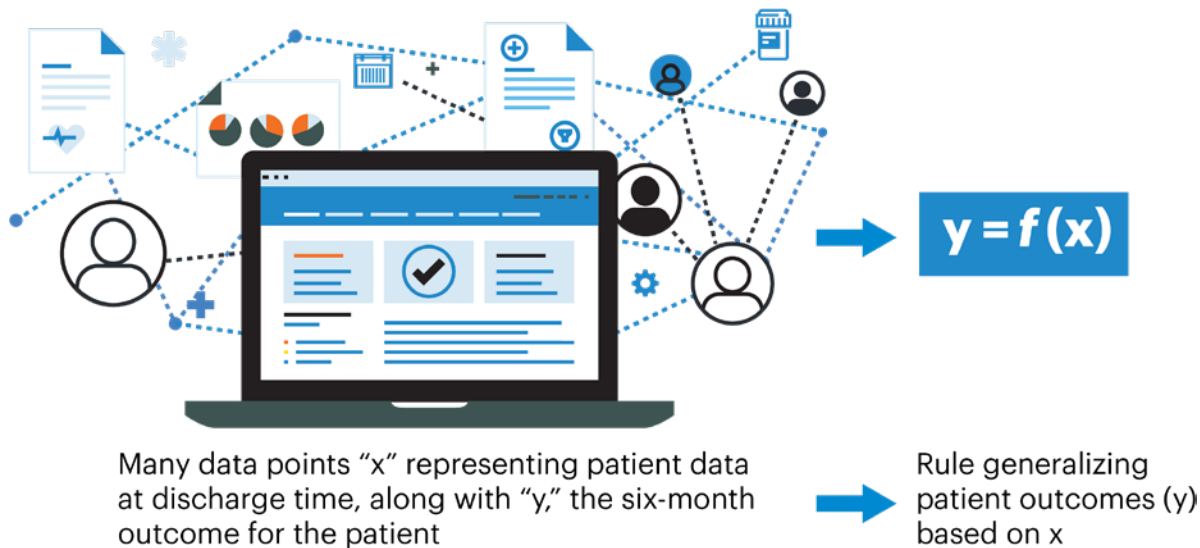 y = f (x)
Many data points “x” representing patient data
at discharge time, along with “y,” the six-month
outcome for the patient
Rule generalizing
patient outcomes (y)
based on x